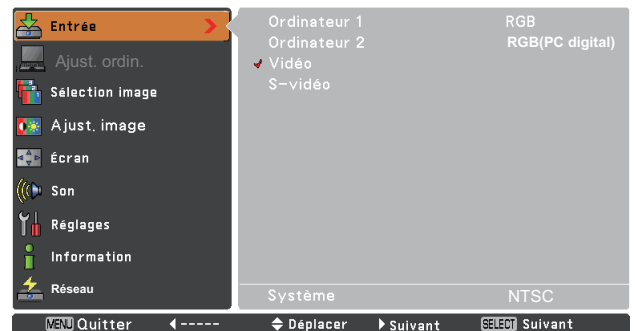 Entrée
Ajust. ordin.
Sélection image
Ajust. image
Écran
Son
Réglages
Information
Réseau
Ordinateur 1 RGB
Ordinateur 2 RGB(PC digital)
Vidéo
S-vidéo
Système NTSC
MENU Quitter ----- Déplacer Suivant SELECT Suivant